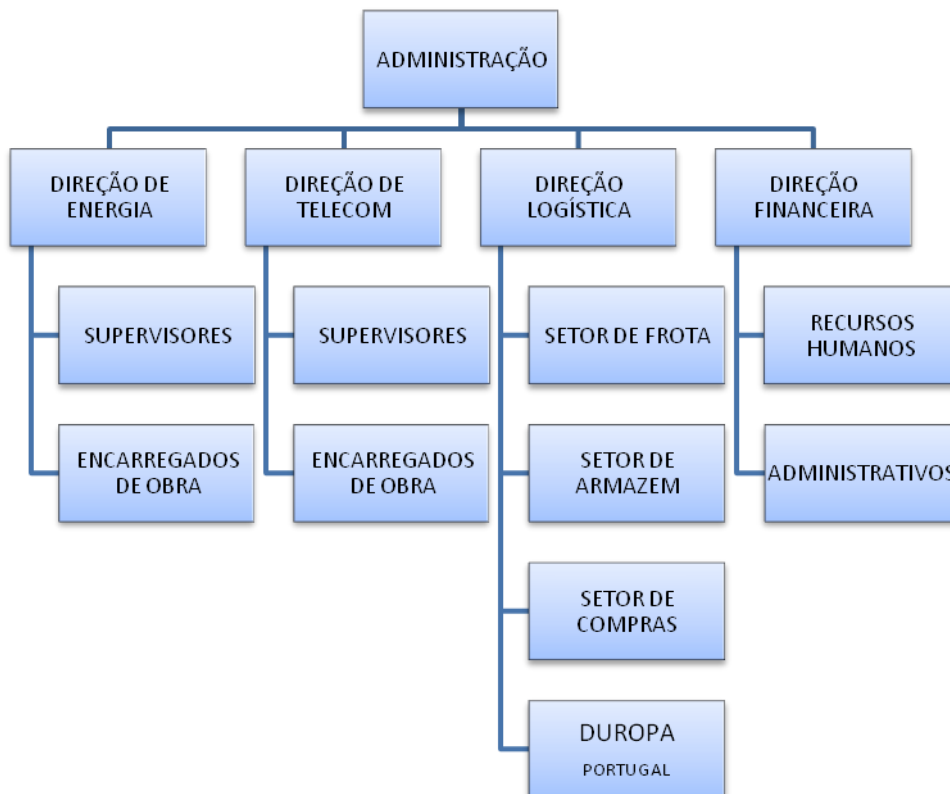 ADMINISTRAÇÃO
DIREÇÃO DE
ENERGIA
SUPERVISORES
ENCARREGADOS
DE OBRA
DIREÇÃO DE
TELECOM
SUPERVISORES
ENCARREGADOS
DE OBRA
DIREÇÃO
LOGÍSTICA
SETOR DE FROTA
SETOR DE
ARMAZEM
SETOR DE
COMPRAS
DUROPA
PORTUGAL
DIREÇÃO
FINANCEIRA
RECURSOS
HUMANOS
ADMINISTRATIVOS